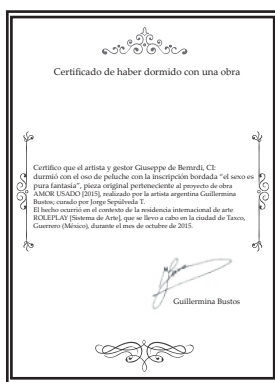 Certificado de haber dormido con una obra
Certifico que el artista y gestor Giuseppe de Bernrdi, CI:
durmió con el oso de peluche con la inscripción bordada "el sexo es
pura fantasía", pieza original perteneciente al proyecto de obra
AMOR USADO [2015], realizado por la artista argentina Guillermina
Bustos; curado por Jorge Sepúlveda T.
El hecho ocurrió en el contexto de la residencia internacional de arte
ROLEPLAY [Sistema de Arte], que se llevo a cabo en la ciudad de Taxco,
Guerrero (México), durante el mes de octubre de 2015.
Guillermina Bustos